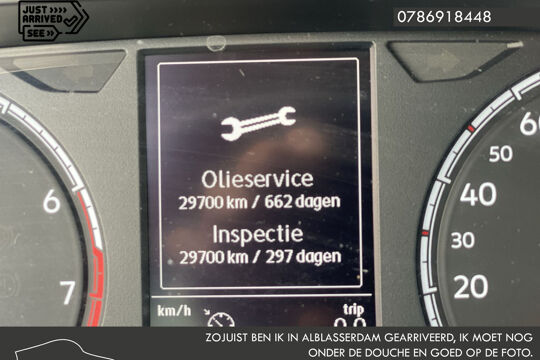 JUST
ARRIVED
SEE >>
0786918448
Olieservice
29700 km / 662 dagen
Inspectie
29700 km / 297 dagen
km/h
trip
0.0
6
7
60
50
40
30
20
ZOJUIST BEN IK IN ALBLASSERDAM GEARRIVEERD, IK MOET NOG
ONDER DE DOUCHE EN GOED OP DE FOTO.